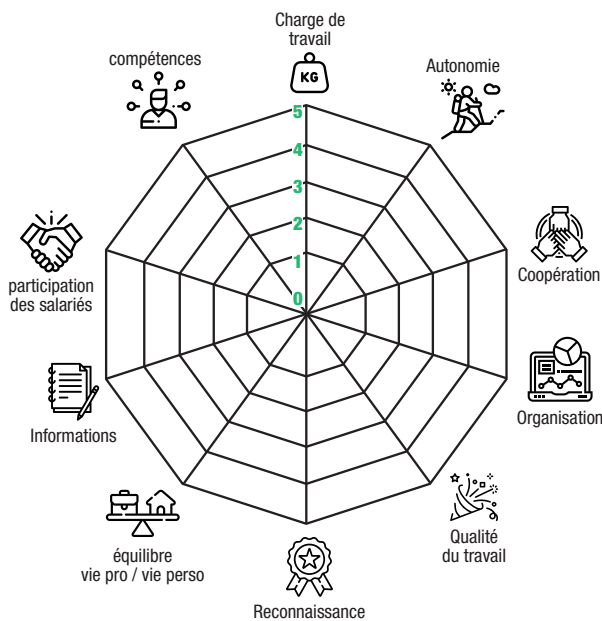 Charge de
travail
KG
compétences
Autonomie
5
4
3
2
1
0
participation
des salariés
Coopération
Informations
Organisation
équilibre
vie pro / vie perso
Qualité
du travail
Reconnaissance